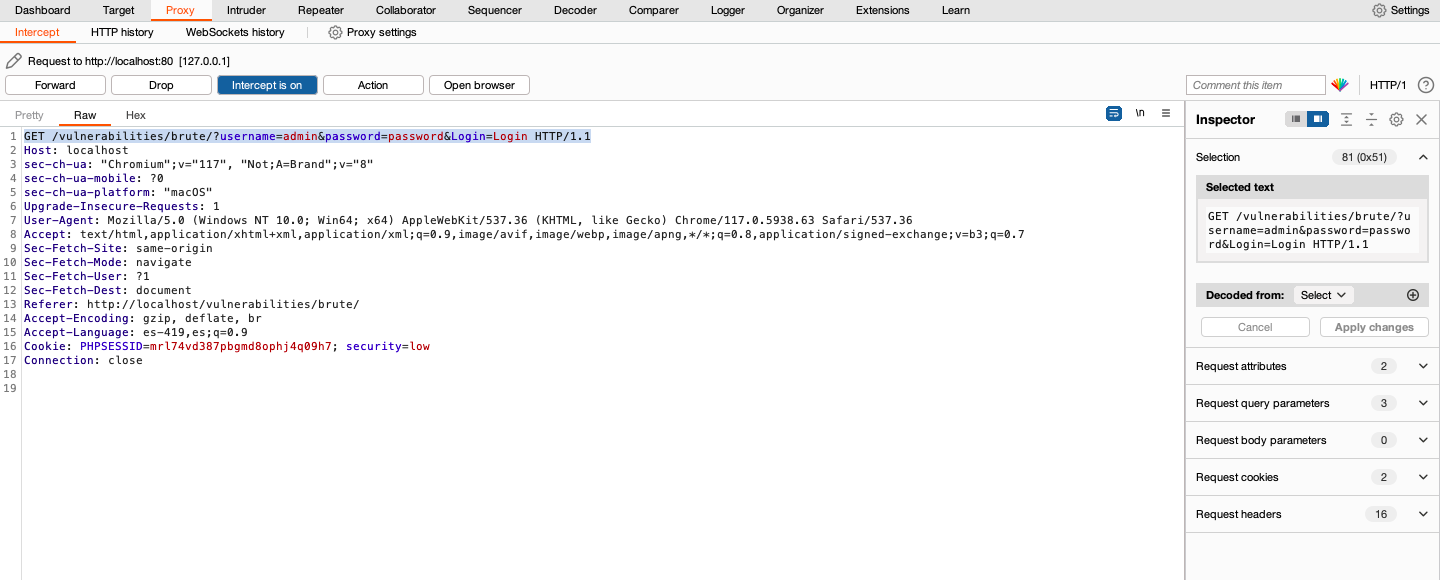 Dashboard Target Proxy Intruder Repeater Collaborator Sequencer Decoder Comparer Logger Organizer Extensions Learn Settings
Intercept HTTP history WebSockets history Proxy settings
Request to http://localhost:80 [127.0.0.1]
Forward Drop Intercept is on Action Open browser Comment this item HTTP/1 ?
Pretty Raw Hex \n
1 GET /vulnerabilities/brute/?username=admin&password=password&Login=Login HTTP/1.1
2 Host: localhost
3 sec-ch-ua: "Chromium";v="117", "Not;A=Brand";v="8"
4 sec-ch-ua-mobile: ?0
5 sec-ch-ua-platform: "macOS"
6 Upgrade-Insecure-Requests: 1
7 User-Agent: Mozilla/5.0 (Windows NT 10.0; Win64; x64) AppleWebKit/537.36 (KHTML, like Gecko) Chrome/117.0.5938.63 Safari/537.36
8 Accept: text/html,application/xhtml+xml,application/xml;q=0.9,image/avif,image/webp,image/apng,*/*;q=0.8,application/signed-exchange;v=b3;q=0.7
9 Sec-Fetch-Site: same-origin
10 Sec-Fetch-Mode: navigate
11 Sec-Fetch-User: ?1
12 Sec-Fetch-Dest: document
13 Referer: http://localhost/vulnerabilities/brute/
14 Accept-Encoding: gzip, deflate, br
15 Accept-Language: es-419,es;q=0.9
16 Cookie: PHPSESSID=mrl74vd387pbgmd8ophj4q09h7; security=low
17 Connection: close
18
19
Inspector
Selection 81 (0x51)
Selected text
GET /vulnerabilities/brute/?u
sername=admin&password=passwo
rd&Login=Login HTTP/1.1
Decoded from: Select
Cancel Apply changes
Request attributes 2
Request query parameters 3
Request body parameters 0
Request cookies 2
Request headers 16